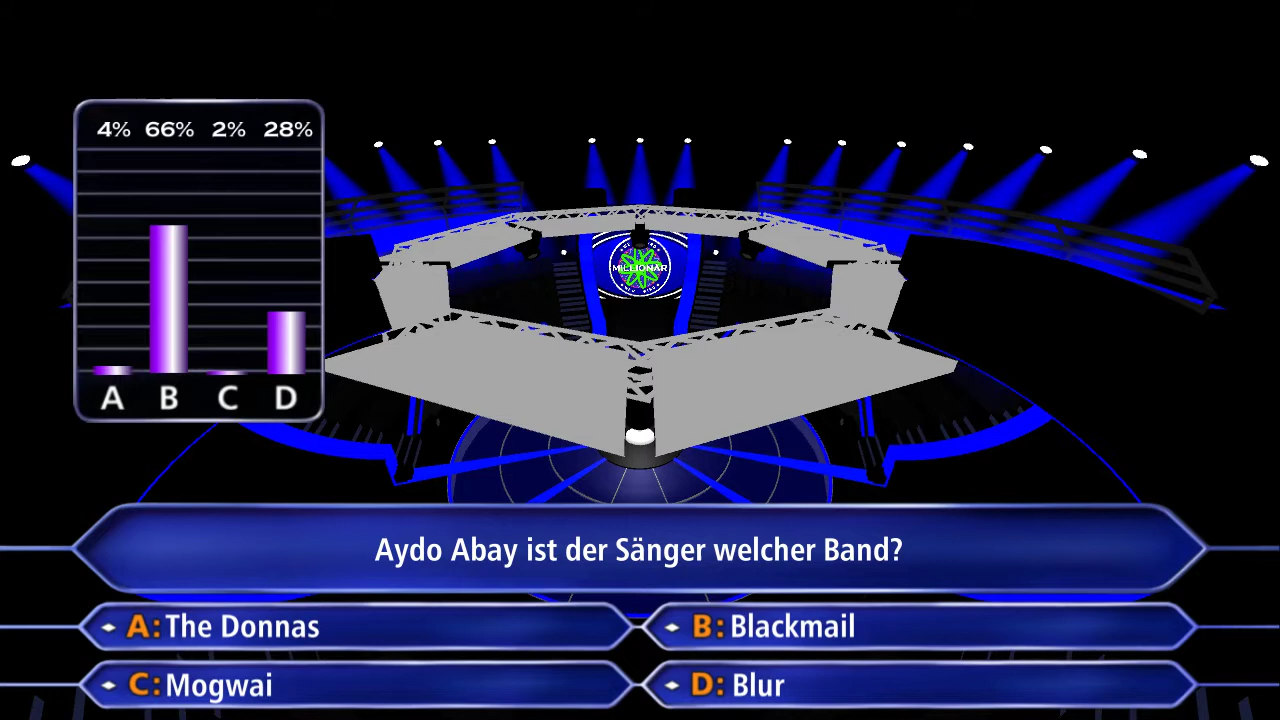 4% 66% 2% 28%
A B C D
MILLIONÄR
Aydo Abay ist der Sänger welcher Band?
A: The Donnas
B: Blackmail
C: Mogwai
D: Blur